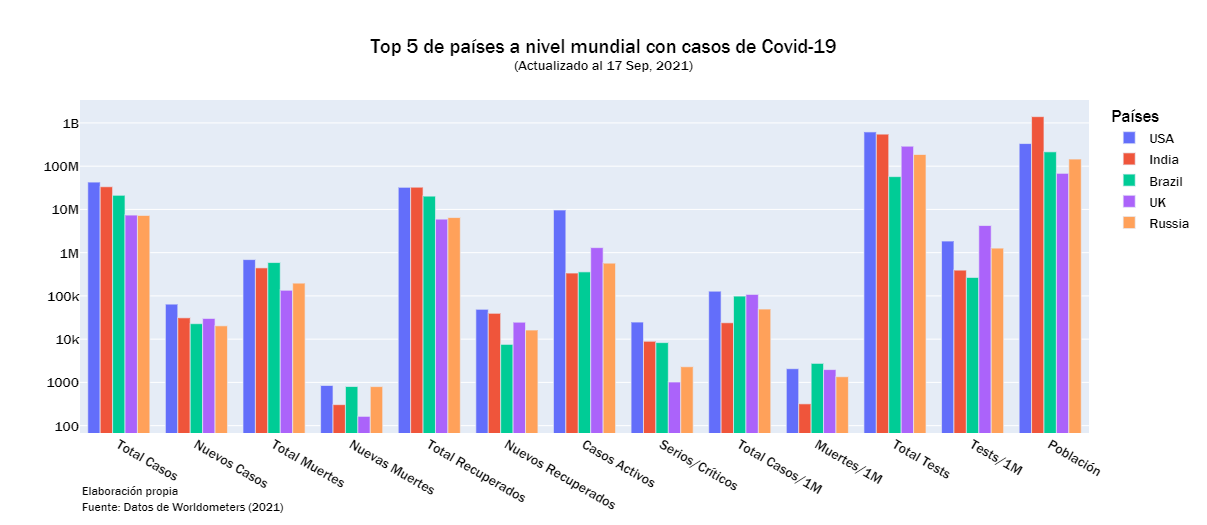 Top 5 de países a nivel mundial con casos de Covid-19
(Actualizado al 17 Sep, 2021)
Países
USA
India
Brazil
UK
Russia
1B
100M
10M
1M
100k
10k
1000
100
Total Casos
Nuevos Casos
Total Muertes
Nuevas Muertes
Total Recuperados
Nuevos Recuperados
Casos Activos
Serios/Críticos
Total Casos/1M
Muertes/1M
Total Tests
Tests/1M
Población
Elaboración propia
Fuente: Datos de Worldometers (2021)